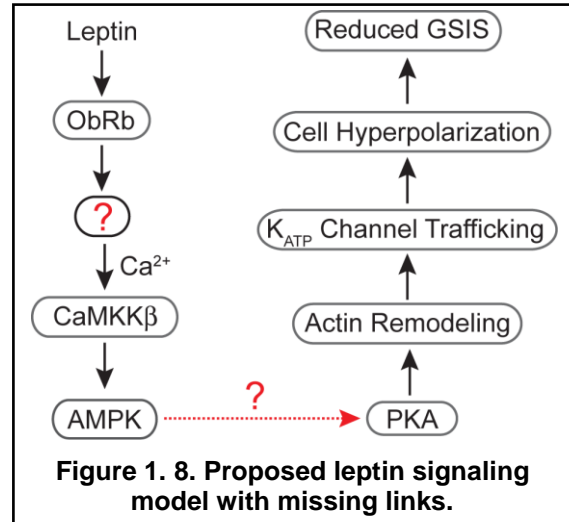 Leptin
ObRb
?
Ca²⁺
CaMKKβ
AMPK
?
PKA
Actin Remodeling
K_ATP Channel Trafficking
Cell Hyperpolarization
Reduced GSIS
Figure 1. 8. Proposed leptin signaling
model with missing links.